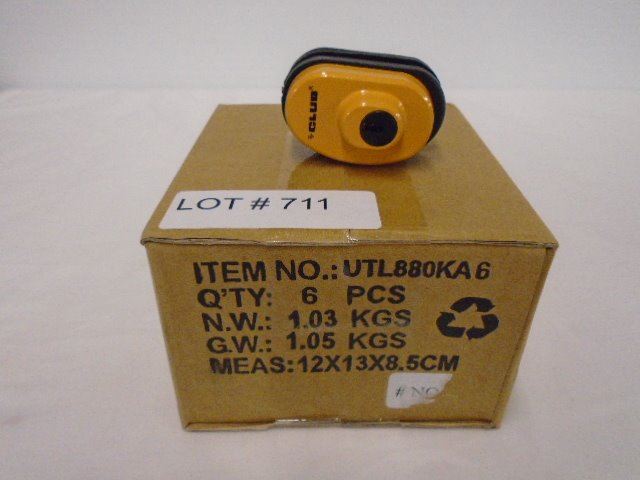 CLUB®
LOT # 711
ITEM NO.: UTL880KA6
Q'TY: 6 PCS
N.W.: 1.03 KGS
G.W.: 1.05 KGS
MEAS: 12X13X8.5CM
# NO